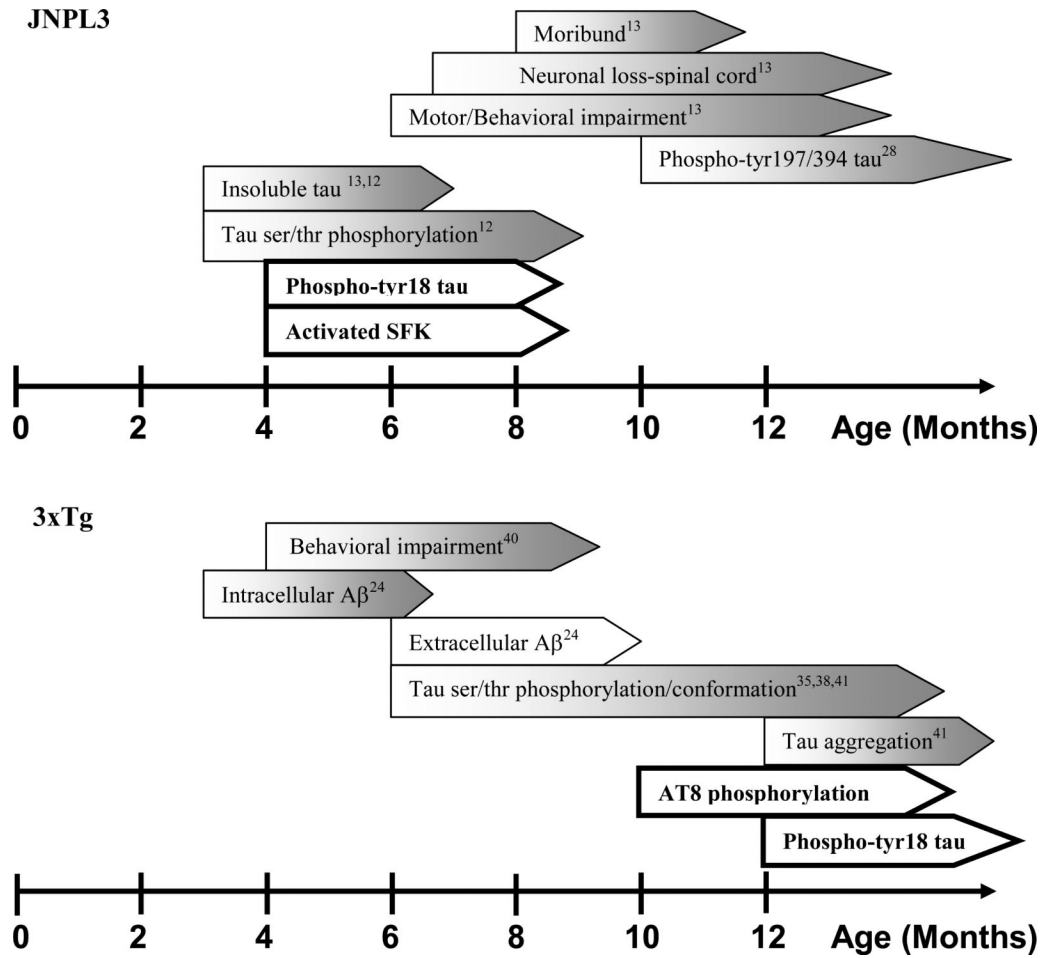 JNPL3
Moribund13
Neuronal loss-spinal cord13
Motor/Behavioral impairment13
Phospho-tyr197/394 tau28
Insoluble tau 13,12
Tau ser/thr phosphorylation12
Phospho-tyr18 tau
Activated SFK
0 2 4 6 8 10 12 Age (Months)
3xTg
Behavioral impairment40
Intracellular Aβ24
Extracellular Aβ24
Tau ser/thr phosphorylation/conformation35,38,41
Tau aggregation41
AT8 phosphorylation
Phospho-tyr18 tau
0 2 4 6 8 10 12 Age (Months)